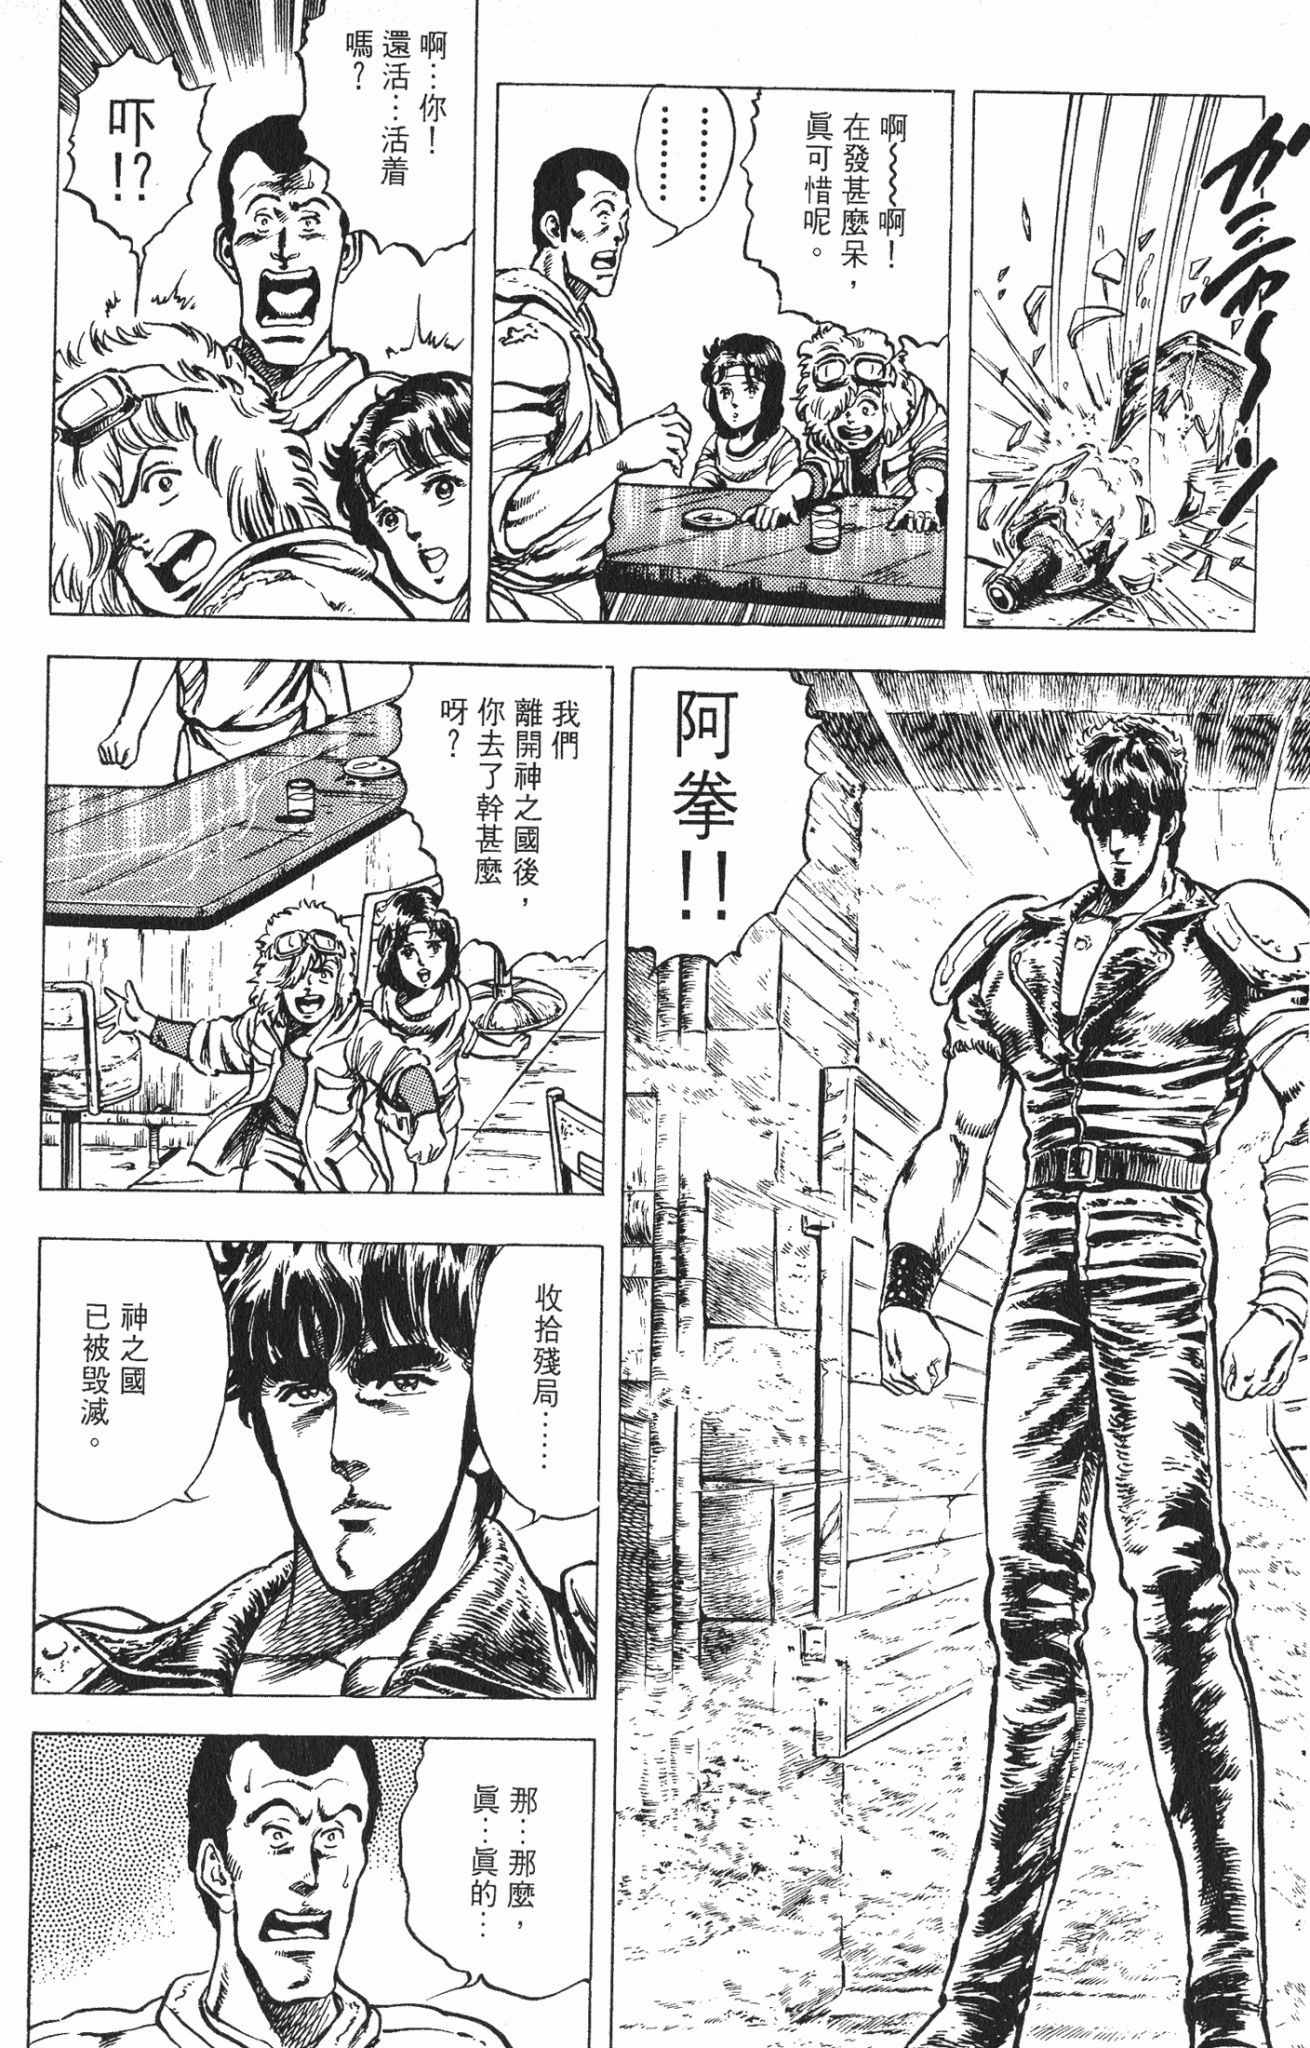 ガシャーン
啊～～啊！
在發甚麼呆，
眞可惜呢。
………
………
啊…你！
還活…活着
嗎？
吓!?
阿拳!!
我們
離開神之國後，
你去了幹甚麼
呀？
收拾殘局……
神之國
已被毀滅。
那…那麼，
眞…眞的…